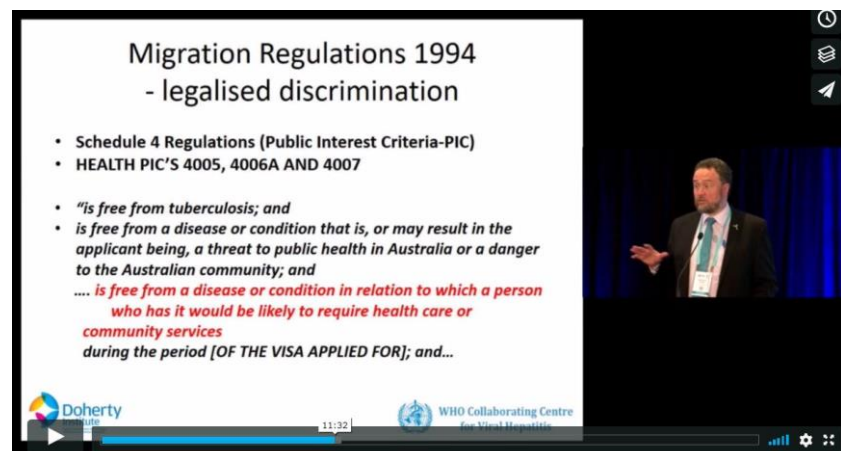 Migration Regulations 1994
- legalised discrimination
• Schedule 4 Regulations (Public Interest Criteria-PIC)
• HEALTH PIC'S 4005, 4006A AND 4007
• "is free from tuberculosis; and
• is free from a disease or condition that is, or may result in the
applicant being, a threat to public health in Australia or a danger
to the Australian community; and
.... is free from a disease or condition in relation to which a person
who has it would be likely to require health care or
community services
during the period [OF THE VISA APPLIED FOR]; and...
Doherty
Institute
WHO Collaborating Centre
for Viral Hepatitis
11:32